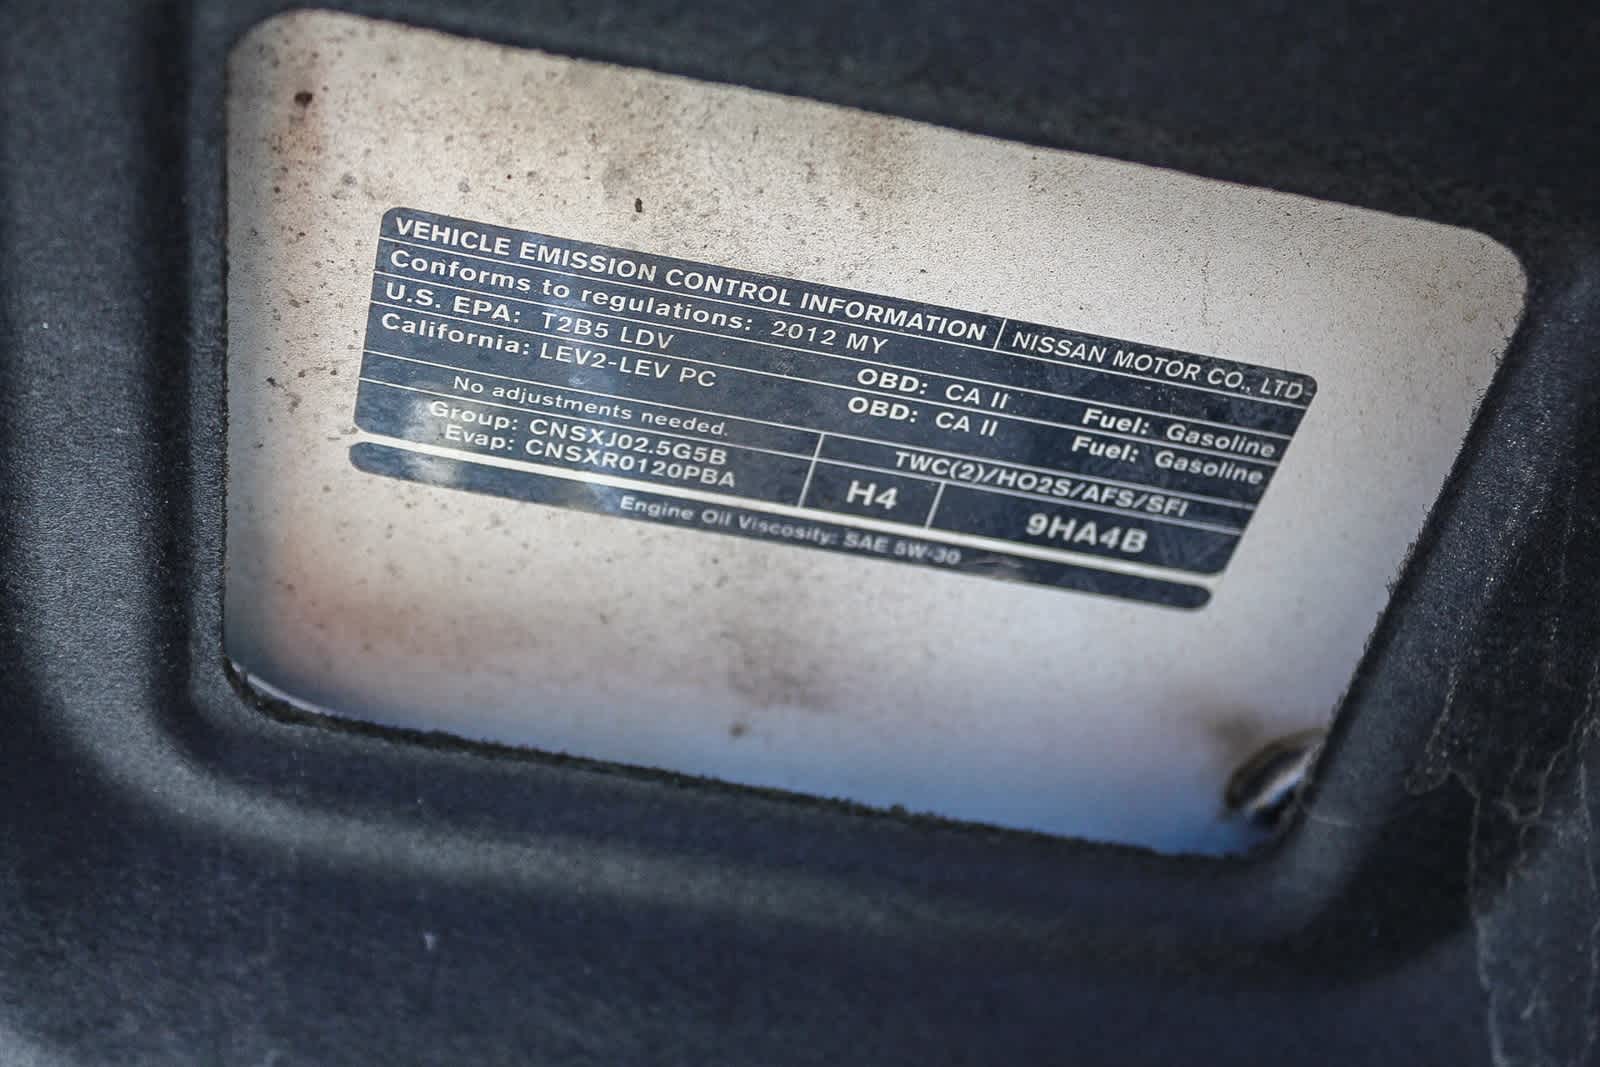 VEHICLE EMISSION CONTROL INFORMATION | NISSAN MOTOR CO., LTD.
Conforms to regulations: 2012 MY
U.S. EPA: T2B5 LDV OBD: CA II Fuel: Gasoline
California: LEV2-LEV PC OBD: CA II Fuel: Gasoline
No adjustments needed. TWC(2)/HO2S/AFS/SFI
Group: CNSXJ02.5G5B
Evap: CNSXR0120PBA
H4 9HA4B
Engine Oil Viscosity: SAE 5W-30